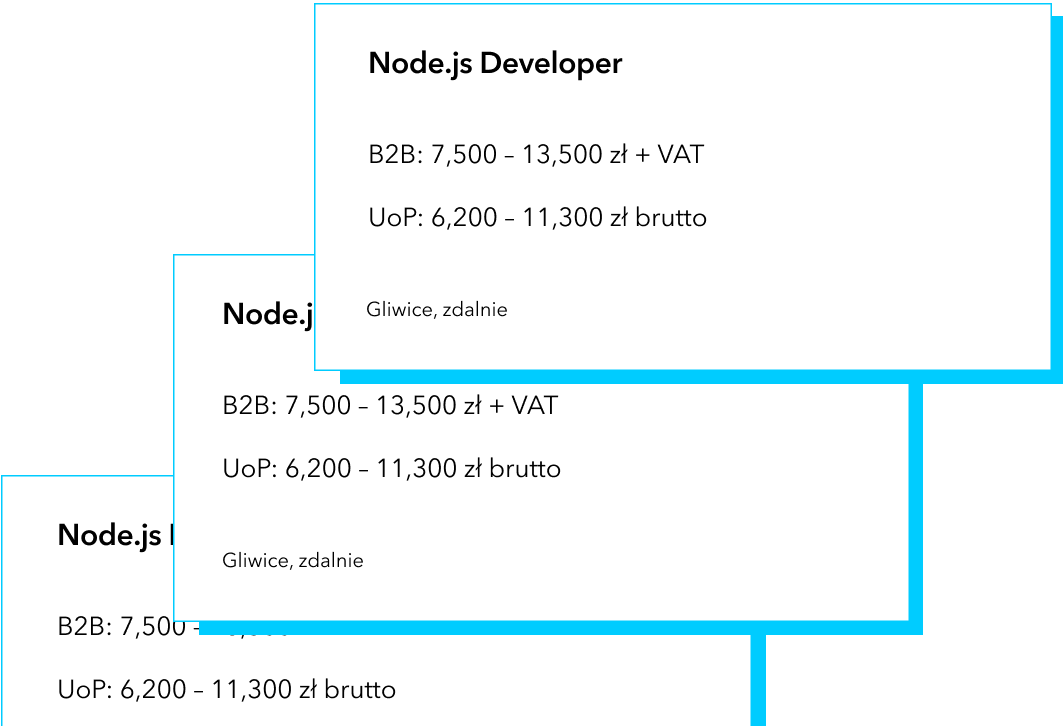 Node.js Developer
B2B: 7,500 – 13,500 zł + VAT
UoP: 6,200 – 11,300 zł brutto
Gliwice, zdalnie
Node.j
B2B: 7,500 – 13,500 zł + VAT
UoP: 6,200 – 11,300 zł brutto
Gliwice, zdalnie
Node.js
B2B: 7,500 –
UoP: 6,200 – 11,300 zł brutto